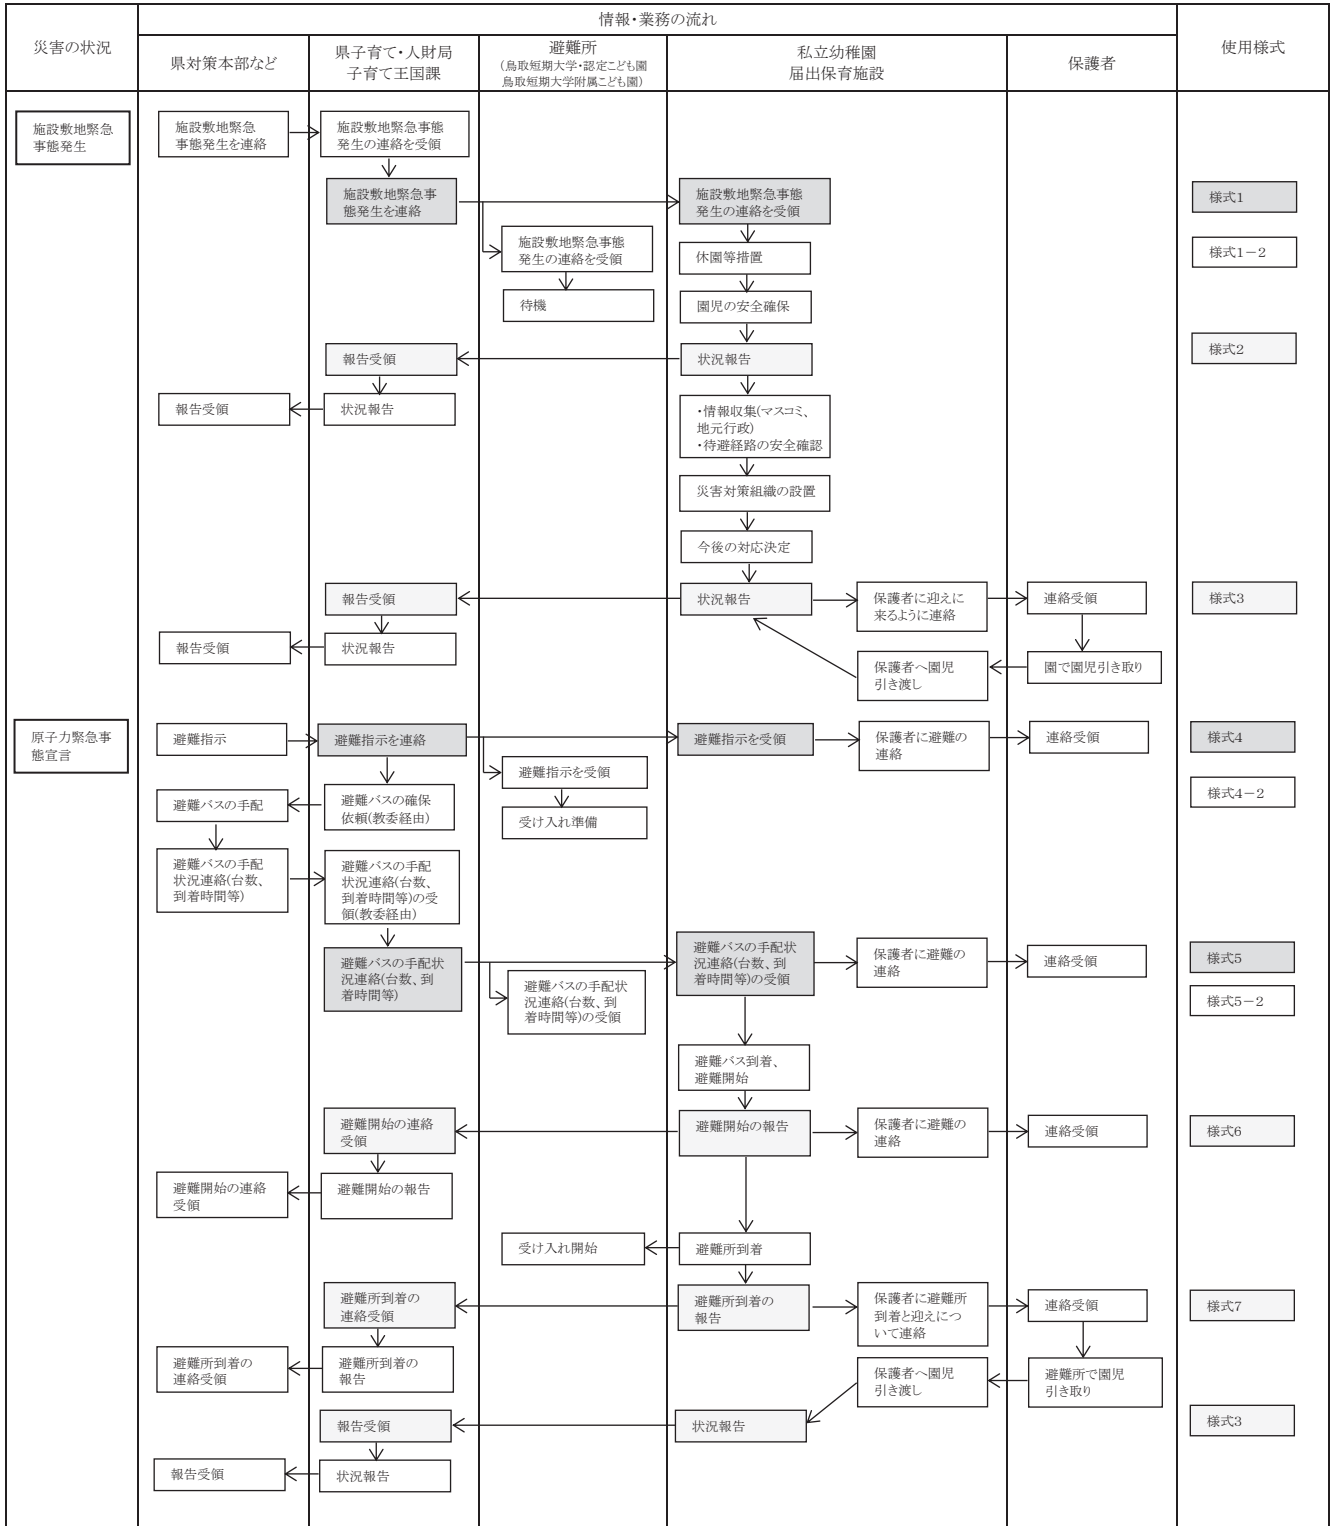 災害の状況
情報・業務の流れ
使用様式
県対策本部など
県子育て・人財局
子育て王国課
避難所
(鳥取短期大学・認定こども園
鳥取短期大学附属こども園)
私立幼稚園
届出保育施設
保護者
施設敷地緊急
事態発生
施設敷地緊急
事態発生を連絡
施設敷地緊急事態
発生の連絡を受領
施設敷地緊急事
態発生を連絡
施設敷地緊急事態
発生の連絡を受領
様式1
施設敷地緊急事態
発生の連絡を受領
休園等措置
様式1-2
待機
園児の安全確保
報告受領
状況報告
様式2
報告受領
状況報告
・情報収集(マスコミ、
地元行政)
・待避経路の安全確認
災害対策組織の設置
今後の対応決定
報告受領
状況報告
保護者に迎えに
来るように連絡
連絡受領
様式3
報告受領
状況報告
保護者へ園児
引き渡し
園で園児引き取り
原子力緊急事
態宣言
避難指示
避難指示を連絡
避難指示を受領
保護者に避難の
連絡
連絡受領
様式4
避難指示を受領
避難バスの手配
避難バスの確保
依頼(教委経由)
受け入れ準備
様式4-2
避難バスの手配
状況連絡(台数、
到着時間等)
避難バスの手配
状況連絡(台数、
到着時間等)の受
領(教委経由)
避難バスの手配状
況連絡(台数、到
着時間等)
避難バスの手配状
況連絡(台数、到
着時間等)の受領
保護者に避難の
連絡
連絡受領
様式5
避難バスの手配状
況連絡(台数、到
着時間等)の受領
様式5-2
避難バス到着、
避難開始
避難開始の連絡
受領
避難開始の報告
保護者に避難の
連絡
連絡受領
様式6
避難開始の連絡
受領
避難開始の報告
受け入れ開始
避難所到着
避難所到着の
連絡受領
避難所到着の
報告
保護者に避難所
到着と迎えにつ
いて連絡
連絡受領
様式7
避難所到着の
連絡受領
避難所到着の
報告
保護者へ園児
引き渡し
避難所で園児
引き取り
報告受領
状況報告
様式3
報告受領
状況報告